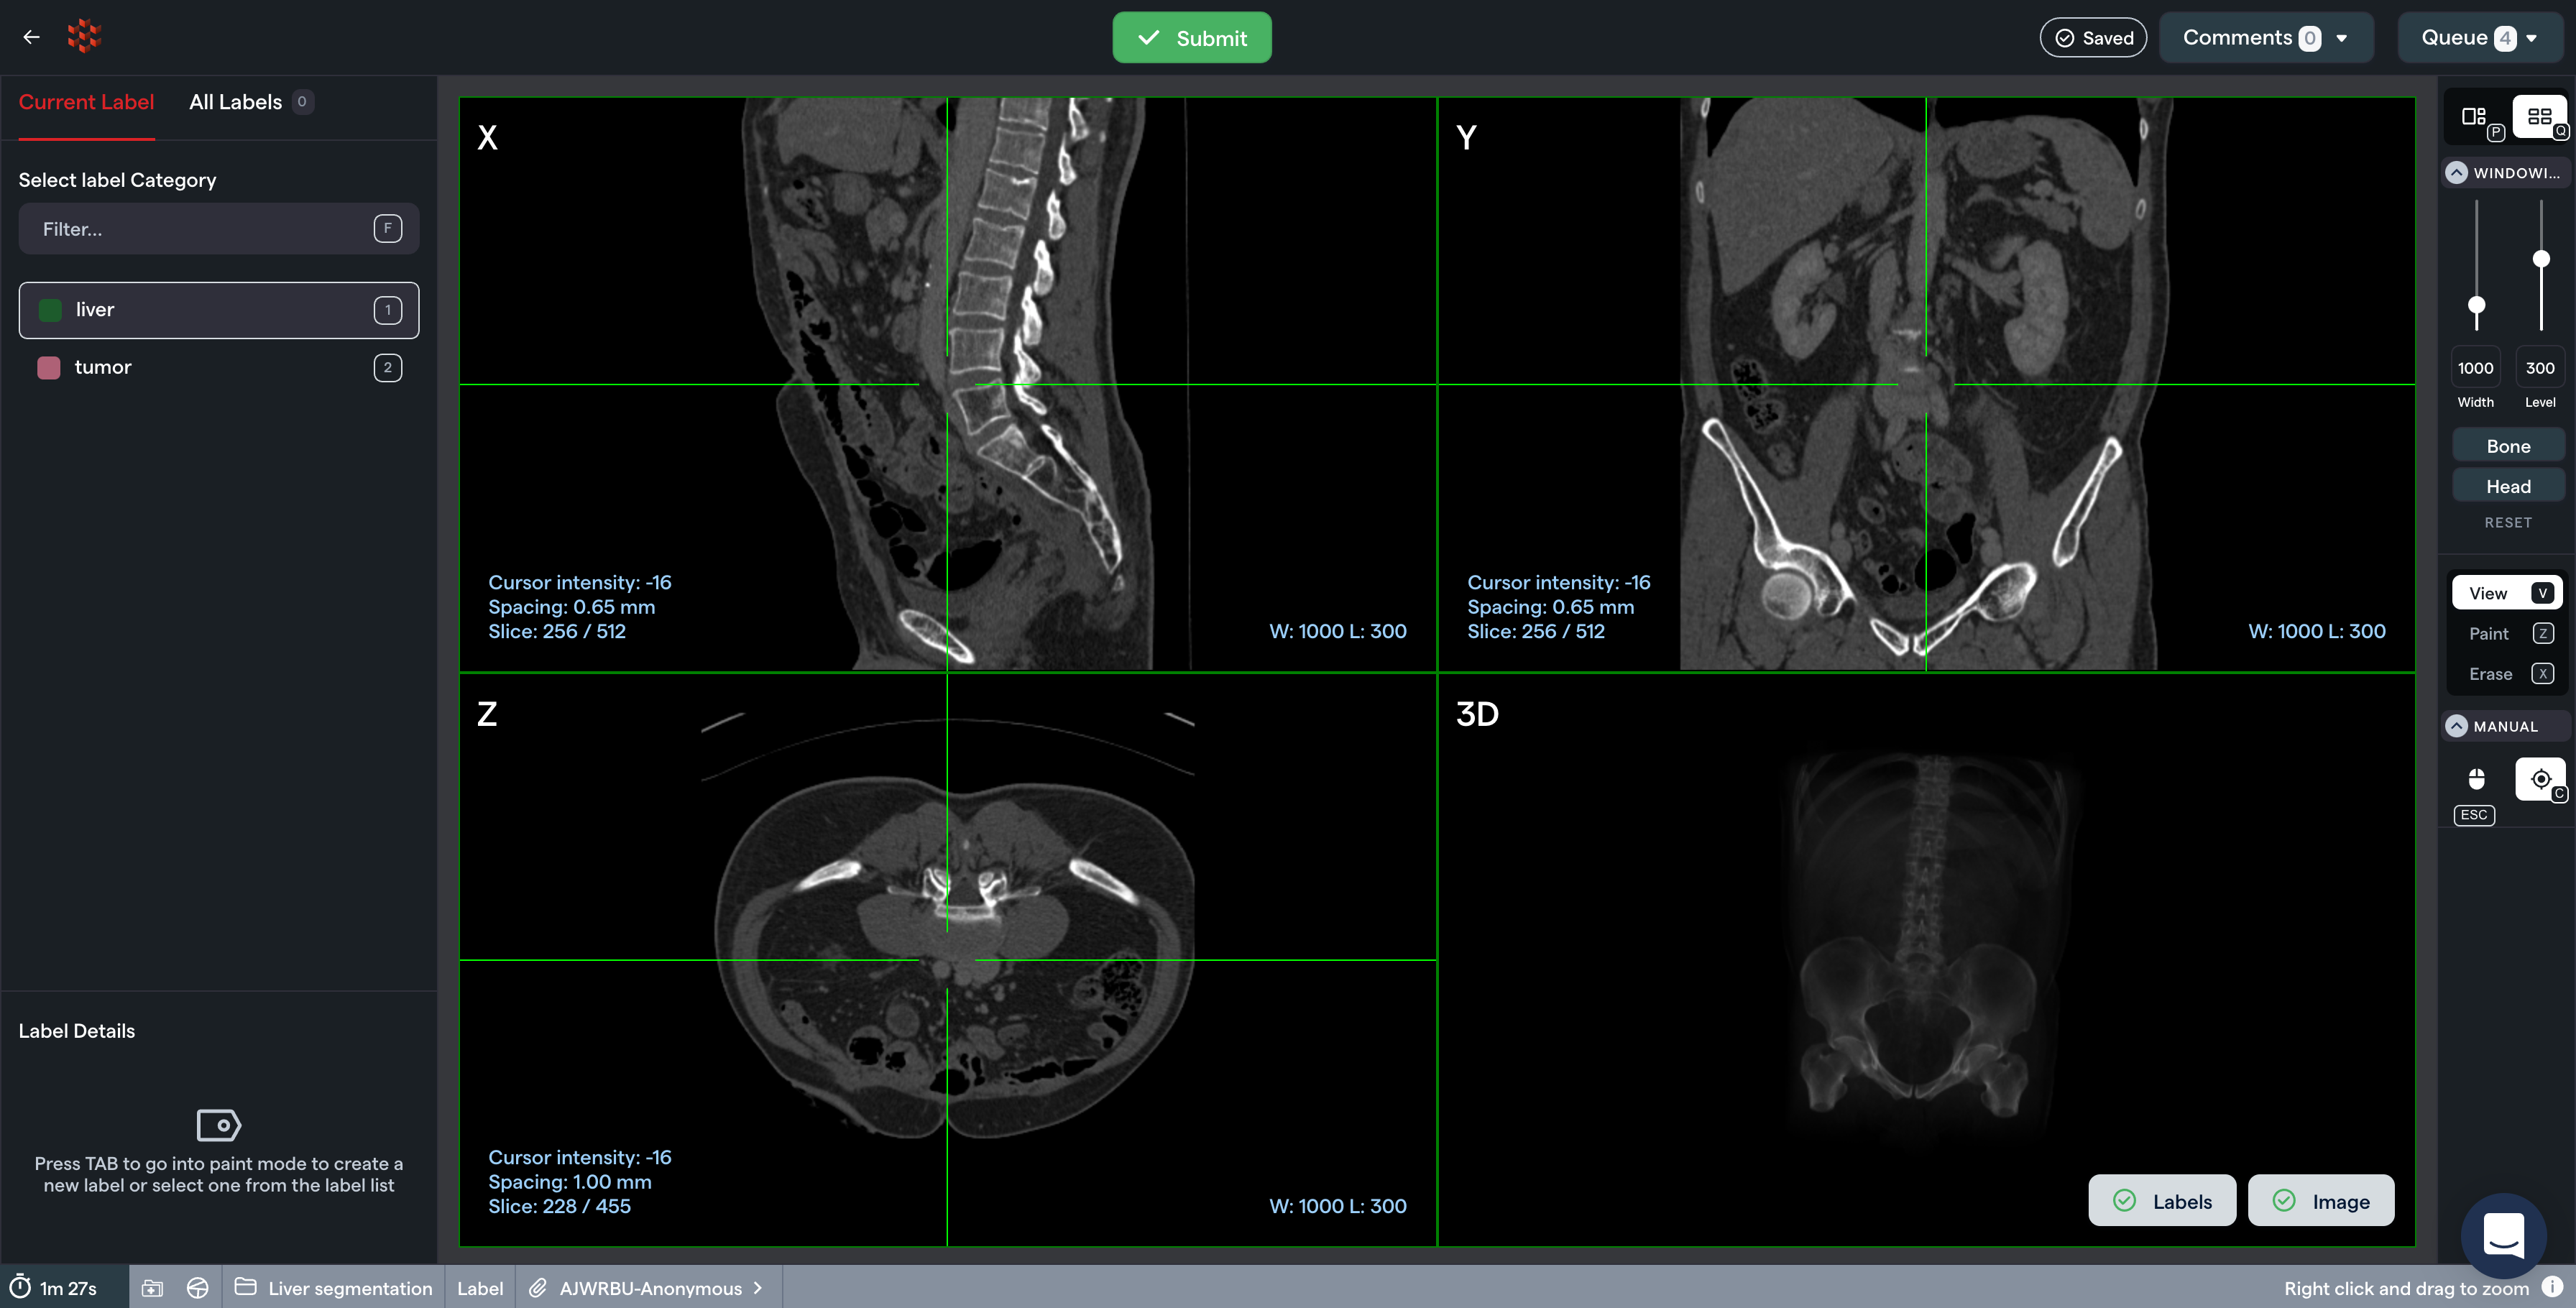 Submit
Saved
Comments 0
Queue 4
Current Label
All Labels 0
Select label Category
Filter... F
liver 1
tumor 2
Label Details
Press TAB to go into paint mode to create a
new label or select one from the label list
X
Cursor intensity: -16
Spacing: 0.65 mm
Slice: 256 / 512
W: 1000 L: 300
Y
Cursor intensity: -16
Spacing: 0.65 mm
Slice: 256 / 512
W: 1000 L: 300
Z
Cursor intensity: -16
Spacing: 1.00 mm
Slice: 228 / 455
W: 1000 L: 300
3D
Labels
Image
P
Q
WINDOWI...
1000 300
Width Level
Bone
Head
RESET
View V
Paint Z
Erase X
MANUAL
C
ESC
1m 27s
Liver segmentation
Label
AJWRBU-Anonymous
Right click and drag to zoom